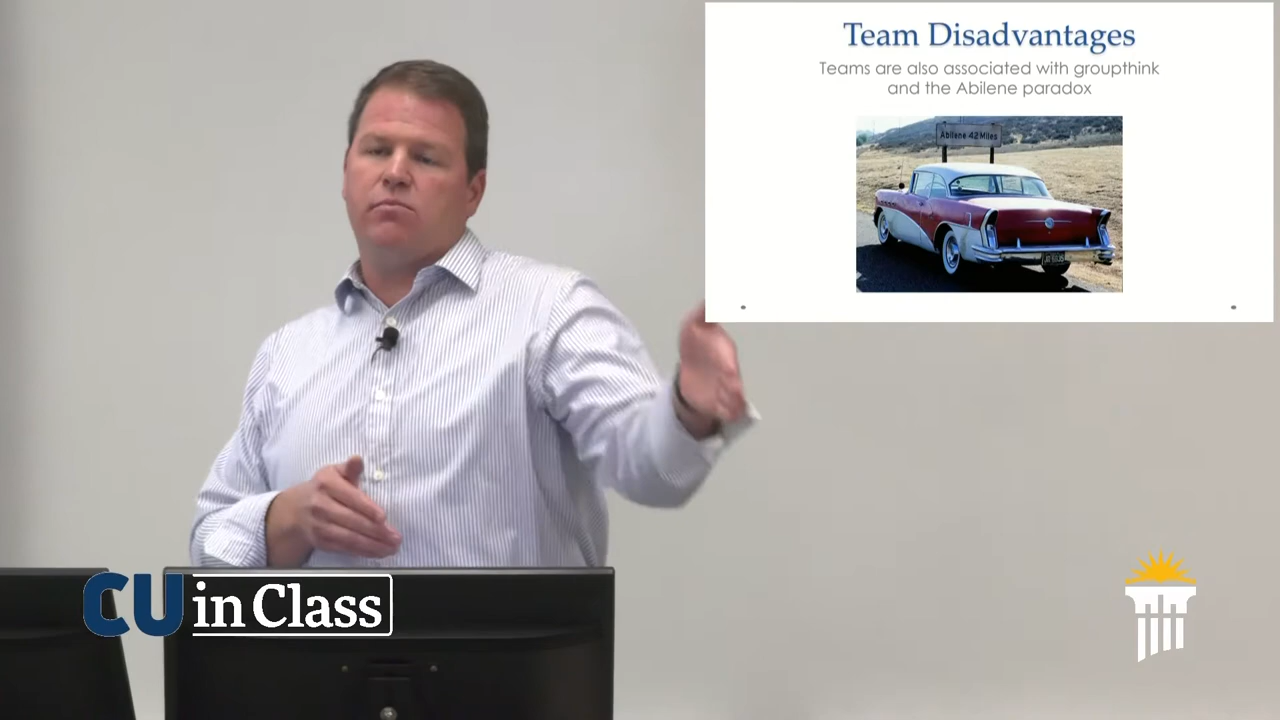 Team Disadvantages
Teams are also associated with groupthink
and the Abilene paradox
Abilene 42 Miles
CU in Class